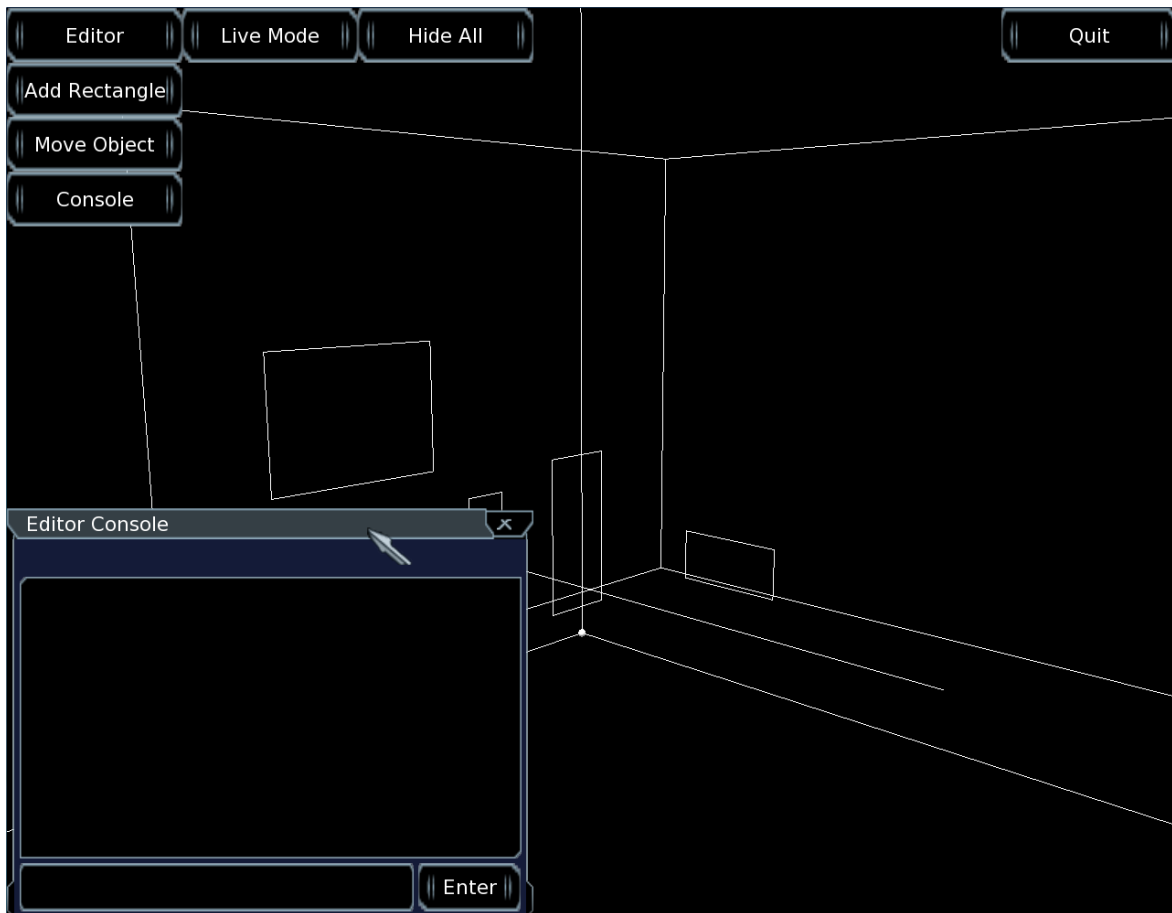 Editor
Live Mode
Hide All
Quit
Add Rectangle
Move Object
Console
Editor Console
Enter